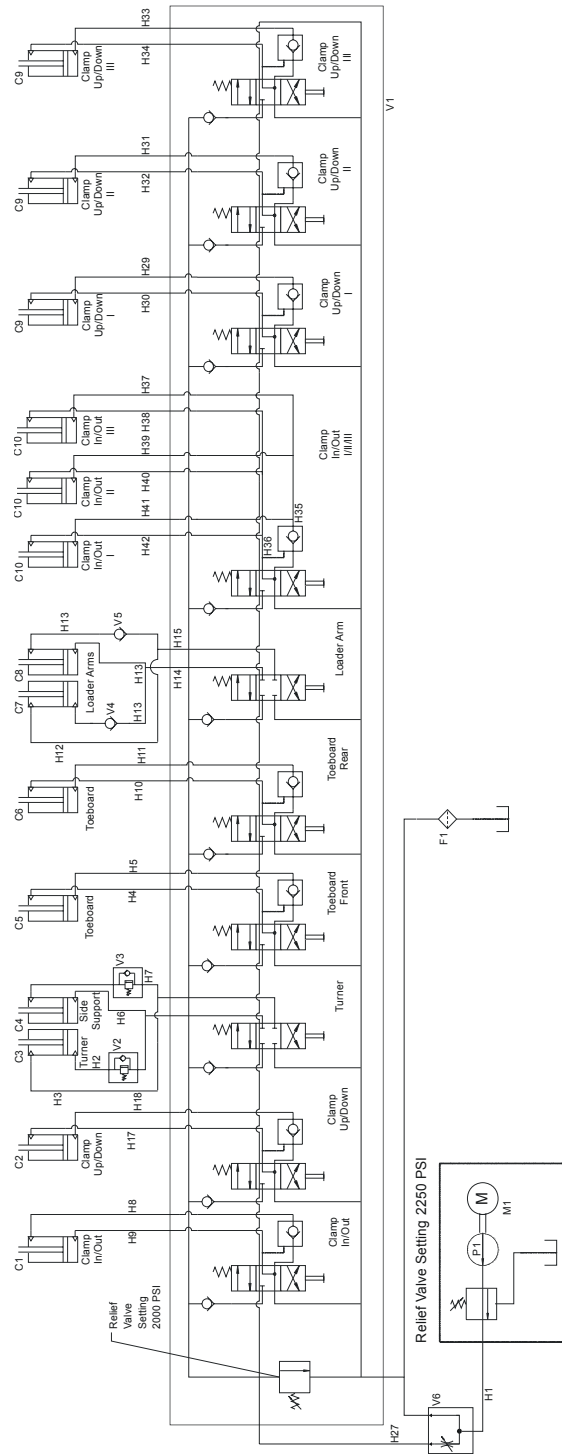 C1
Clamp
In/Out
H8
H9
C2
Clamp
Up/Down
H17
C3
C4
Turner
Side
Support
H2
H3
V2
V3
H6
H7
H18
C5
Toeboard
H4
H5
C6
Toeboard
H10
C7
C8
Loader Arms
H11
H12
H13
H13
H13
V4
V5
H14
H15
C10
Clamp
In/Out
I
C10
Clamp
In/Out
II
C10
Clamp
In/Out
III
H42
H41
H40
H39
H38
H37
C9
Clamp
Up/Down
I
H30
H29
C9
Clamp
Up/Down
II
H32
H31
C9
Clamp
Up/Down
III
H34
H33
Relief
Valve
Setting
2000 PSI
H36
H35
Clamp
In/Out
Clamp
Up/Down
Turner
Toeboard
Front
Toeboard
Rear
Loader Arm
Clamp
In/Out
I/II/III
Clamp
Up/Down
I
Clamp
Up/Down
II
Clamp
Up/Down
III
V1
H27
V6
H1
Relief Valve Setting 2250 PSI
P1
M
M1
F1